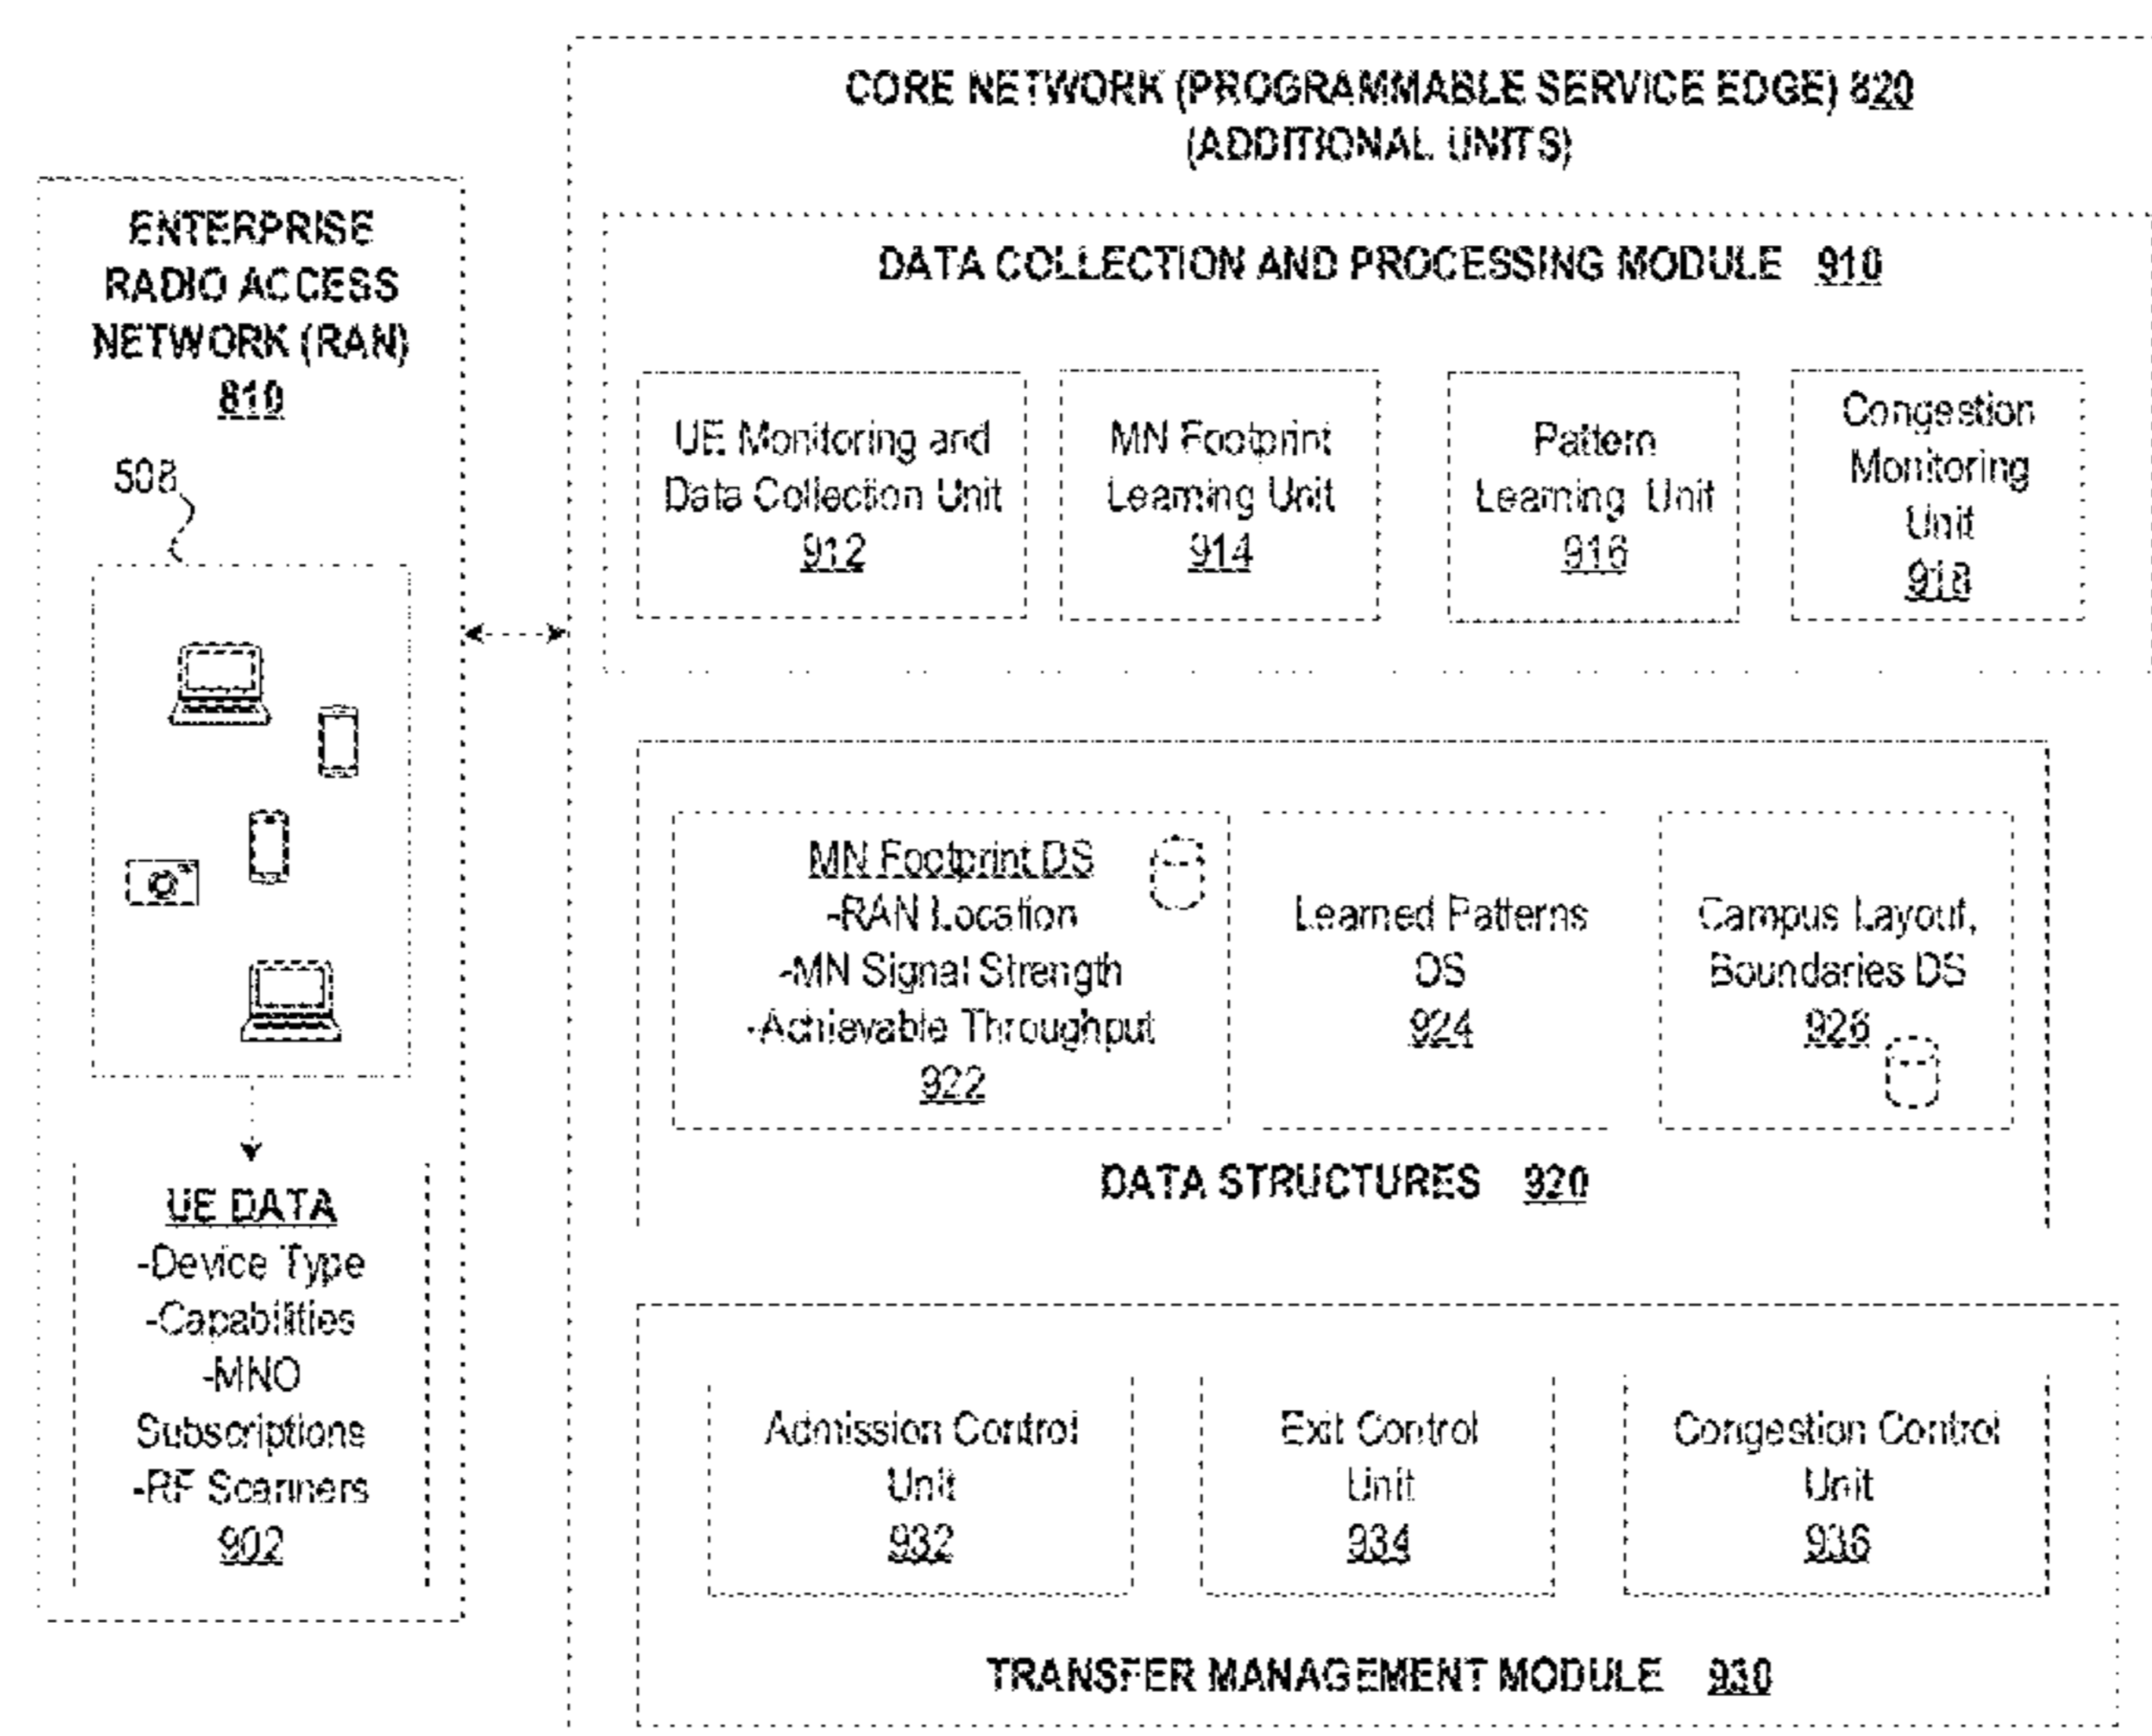 CORE NETWORK (PROGRAMMABLE SERVICE EDGE) 820
(ADDITIONAL UNITS)
ENTERPRISE
RADIO ACCESS
NETWORK (RAN)
810
508
UE DATA
-Device Type
-Capabilities
-MNO
Subscriptions
-RF Scanners
902
DATA COLLECTION AND PROCESSING MODULE 910
UE Monitoring and
Data Collection Unit
912
MN Footprint
Learning Unit
914
Pattern
Learning Unit
916
Congestion
Monitoring
Unit
918
MN Footprint DS
-RAN Location
-MN Signal Strength
-Achievable Throughput
922
Learned Patterns
DS
924
Campus Layout,
Boundaries DS
926
DATA STRUCTURES 920
Admission Control
Unit
932
Exit Control
Unit
934
Congestion Control
Unit
936
TRANSFER MANAGEMENT MODULE 930